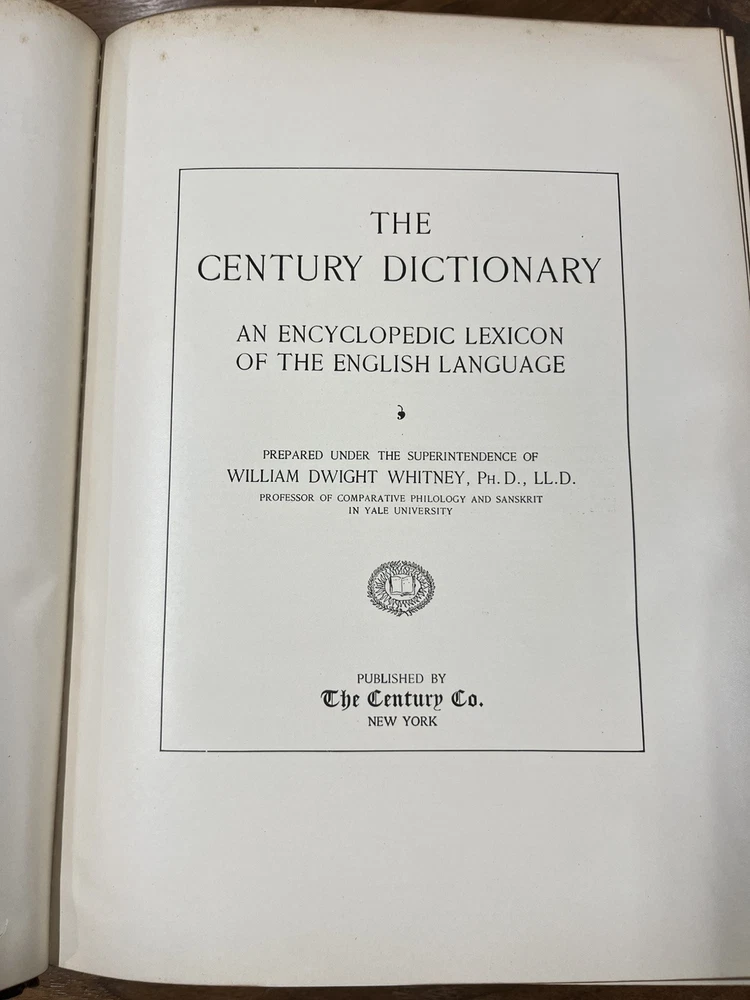 THE
CENTURY DICTIONARY
AN ENCYCLOPEDIC LEXICON
OF THE ENGLISH LANGUAGE
PREPARED UNDER THE SUPERINTENDENCE OF
WILLIAM DWIGHT WHITNEY, PH.D., LL.D.
PROFESSOR OF COMPARATIVE PHILOLOGY AND SANSKRIT
IN YALE UNIVERSITY
PUBLISHED BY
The Century Co.
NEW YORK